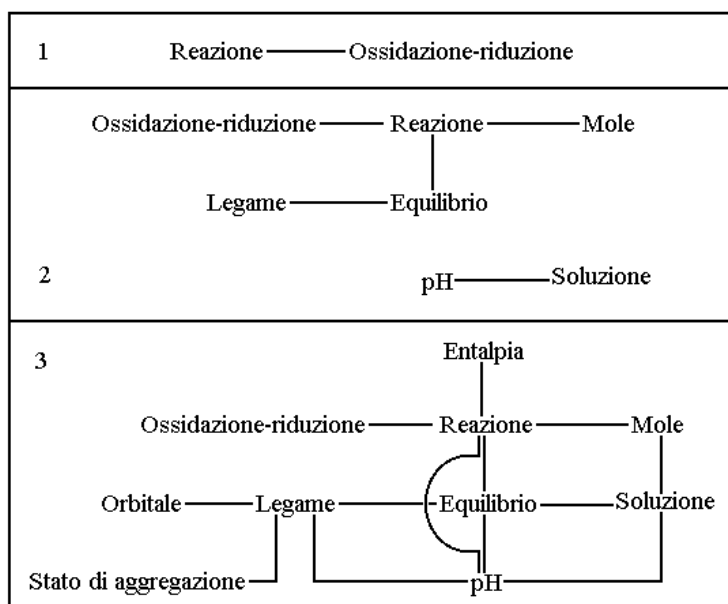 1 Reazione Ossidazione-riduzione
Ossidazione-riduzione Reazione Mole
Legame Equilibrio
2 pH Soluzione
3 Entalpia
Ossidazione-riduzione Reazione Mole
Orbitale Legame Equilibrio Soluzione
Stato di aggregazione pH